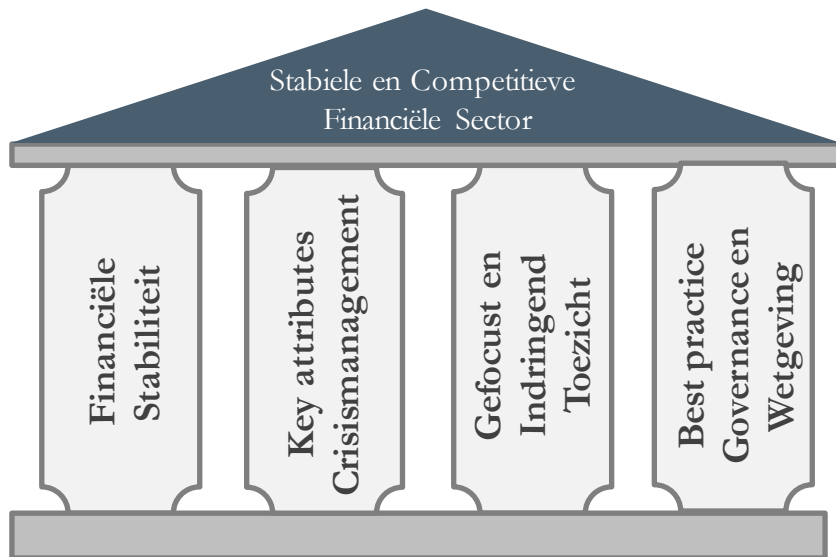 Stabiele en Competitieve
Financiële Sector
Financiële
Stabiliteit
Key attributes
Crisismanagement
Gefocust en
Indringend
Toezicht
Best practice
Governance en
Wetgeving